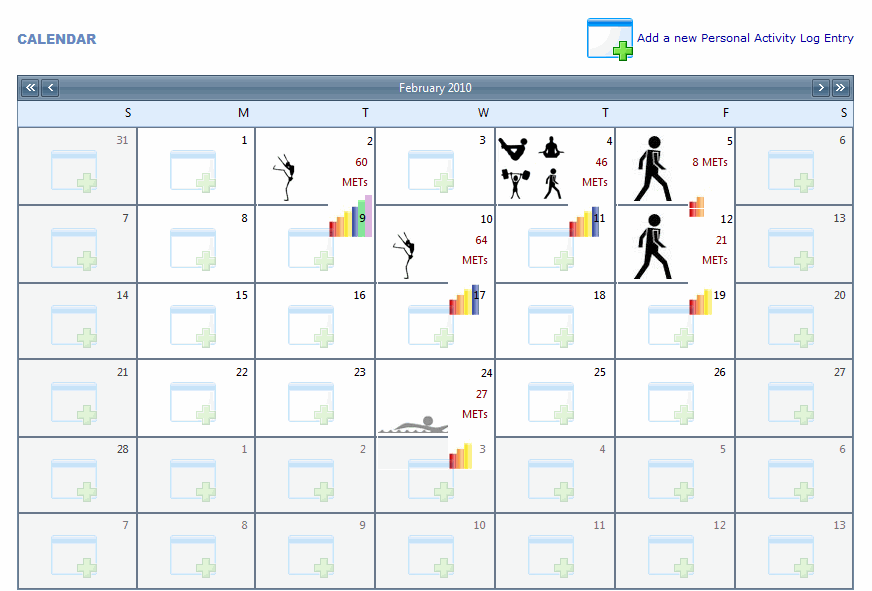 CALENDAR
Add a new Personal Activity Log Entry
« ‹ February 2010 › »
S M T W T F S
31 1 2 3 4 5 6
60 METs
46 METs
8 METs
7 8 9 10 11 12 13
64 METs
21 METs
14 15 16 17 18 19 20
21 22 23 24 25 26 27
27 METs
28 1 2 3 4 5 6
7 8 9 10 11 12 13